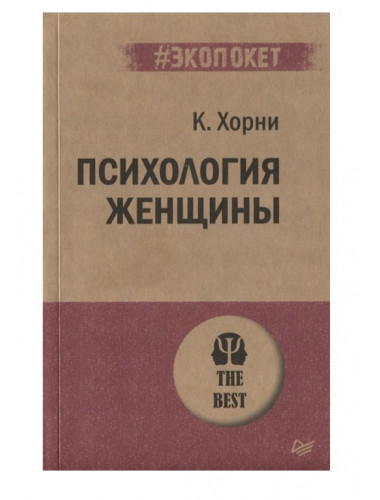 #ЭКОПОКЕТ
К. Хорни
ПСИХОЛОГИЯ
ЖЕНЩИНЫ
Ψ
THE
BEST